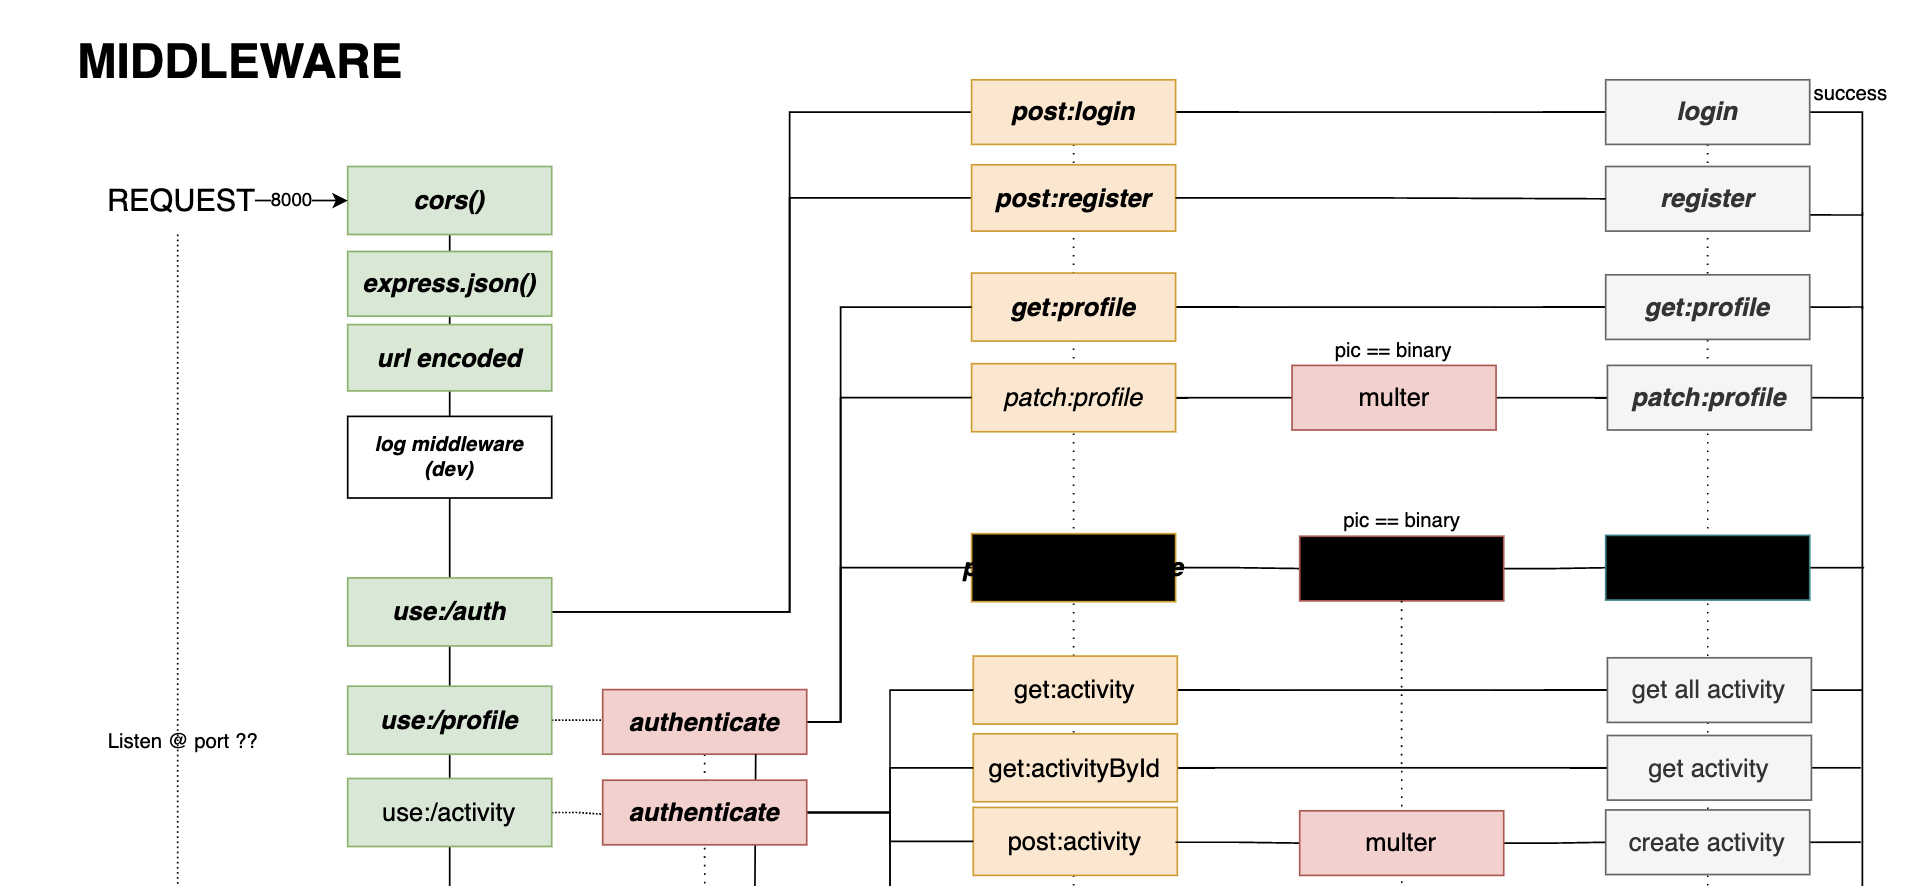 MIDDLEWARE
success
post:login
login
REQUEST
8000
cors()
post:register
register
express.json()
get:profile
get:profile
url encoded
pic == binary
patch:profile
multer
patch:profile
log middleware
(dev)
pic == binary
use:/auth
get:activity
get all activity
use:/profile
authenticate
Listen @ port ??
get:activityById
get activity
use:/activity
authenticate
post:activity
multer
create activity